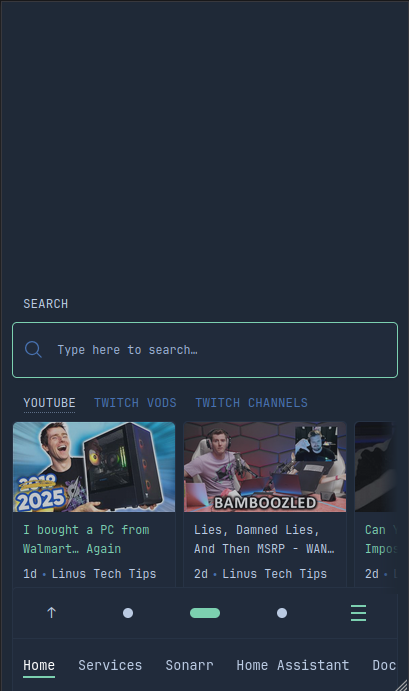 SEARCH
Type here to search…
YOUTUBE TWITCH VODS TWITCH CHANNELS
2019
2025
BAMBOOZLED
I bought a PC from
Walmart… Again
1d • Linus Tech Tips
Lies, Damned Lies,
And Then MSRP - WAN…
2d • Linus Tech Tips
Can
2d •
↑
Home Services Sonarr Home Assistant Doc